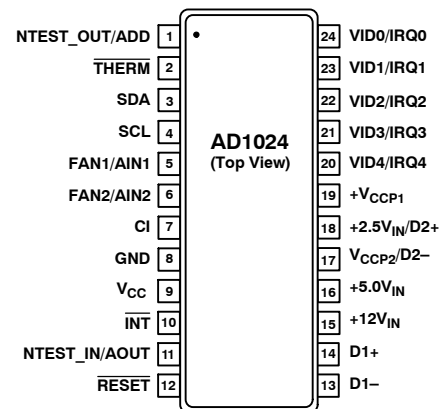 NTEST_OUT/ADD 1
THERM 2
SDA 3
SCL 4
FAN1/AIN1 5
FAN2/AIN2 6
CI 7
GND 8
VCC 9
INT 10
NTEST_IN/AOUT 11
RESET 12
AD1024
(Top View)
24 VID0/IRQ0
23 VID1/IRQ1
22 VID2/IRQ2
21 VID3/IRQ3
20 VID4/IRQ4
19 +VCCP1
18 +2.5VIN/D2+
17 VCCP2/D2–
16 +5.0VIN
15 +12VIN
14 D1+
13 D1–